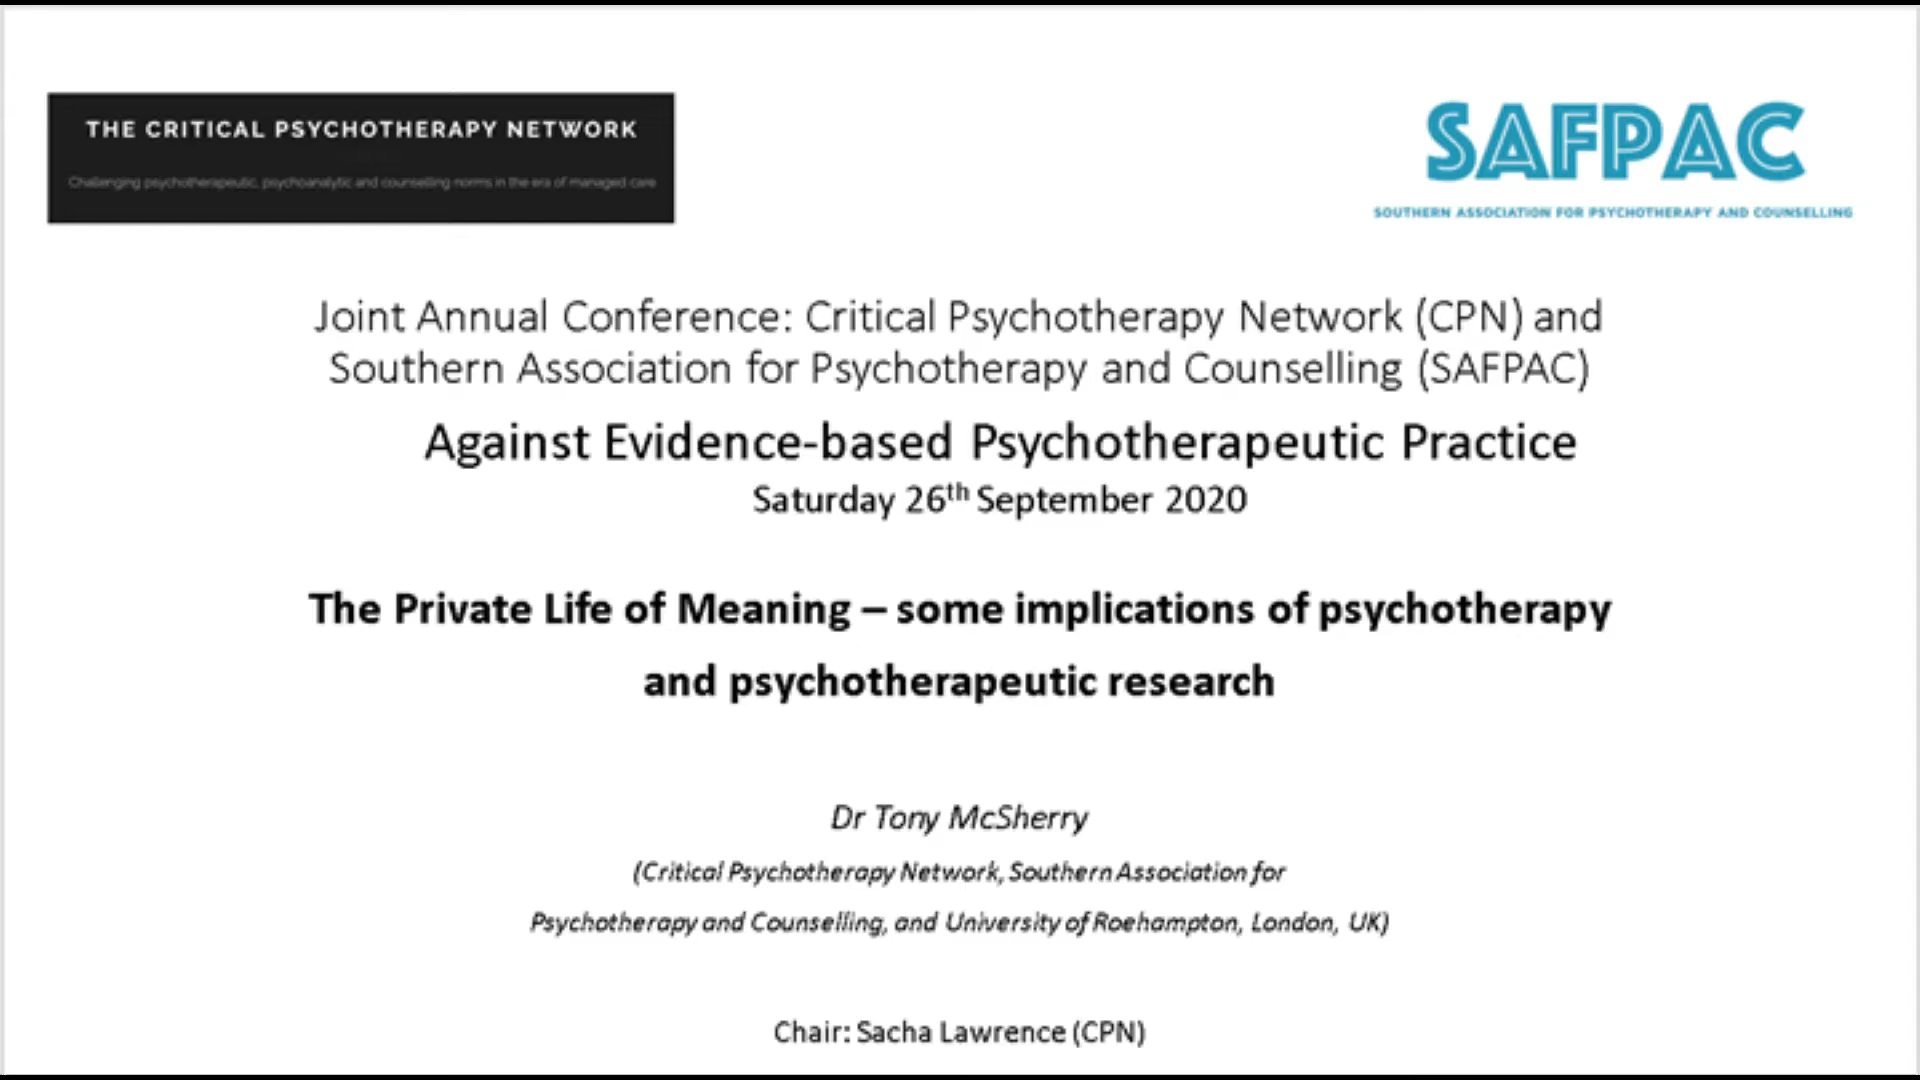 THE CRITICAL PSYCHOTHERAPY NETWORK
Challenging psychotherapeutic, psychoanalytic and counselling norms in the era of managed care
SAFPAC
SOUTHERN ASSOCIATION FOR PSYCHOTHERAPY AND COUNSELLING
Joint Annual Conference: Critical Psychotherapy Network (CPN) and
Southern Association for Psychotherapy and Counselling (SAFPAC)
Against Evidence-based Psychotherapeutic Practice
Saturday 26th September 2020
The Private Life of Meaning – some implications of psychotherapy
and psychotherapeutic research
Dr Tony McSherry
(Critical Psychotherapy Network, Southern Association for
Psychotherapy and Counselling, and University of Roehampton, London, UK)
Chair: Sacha Lawrence (CPN)